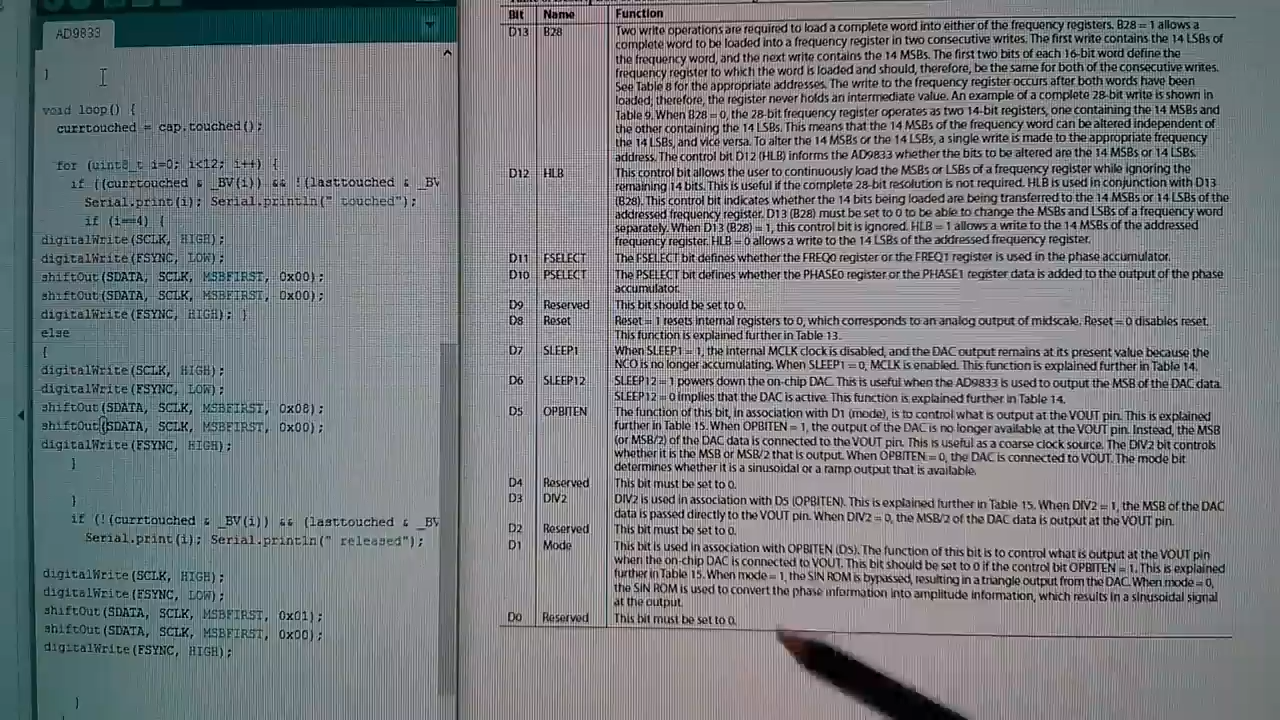 AD9833
}
void loop() {
currtouched = cap.touched();
for (uint8_t i=0; i<12; i++) {
if ((currtouched & _BV(i)) && !(lasttouched & _BV
Serial.print(i); Serial.println(" touched");
if (i==4) {
digitalWrite(SCLK, HIGH);
digitalWrite(FSYNC, LOW);
shiftOut(SDATA, SCLK, MSBFIRST, 0x00);
shiftOut(SDATA, SCLK, MSBFIRST, 0x00);
digitalWrite(FSYNC, HIGH); }
else
{
digitalWrite(SCLK, HIGH);
digitalWrite(FSYNC, LOW);
shiftOut(SDATA, SCLK, MSBFIRST, 0x08);
shiftOut(SDATA, SCLK, MSBFIRST, 0x00);
digitalWrite(FSYNC, HIGH);
}
}
if (!(currtouched & _BV(i)) && (lasttouched & _BV
Serial.print(i); Serial.println(" released");
digitalWrite(SCLK, HIGH);
digitalWrite(FSYNC, LOW);
shiftOut(SDATA, SCLK, MSBFIRST, 0x01);
shiftOut(SDATA, SCLK, MSBFIRST, 0x00);
digitalWrite(FSYNC, HIGH);
}
Bit Name Function
D13 B28 Two write operations are required to load a complete word into either of the frequency registers. B28 = 1 allows a
complete word to be loaded into a frequency register in two consecutive writes. The first write contains the 14 LSBs of
the frequency word, and the next write contains the 14 MSBs. The first two bits of each 16-bit word define the
frequency register to which the word is loaded and should, therefore, be the same for both of the consecutive writes.
See Table 8 for the appropriate addresses. The write to the frequency register occurs after both words have been
loaded; therefore, the register never holds an intermediate value. An example of a complete 28-bit write is shown in
Table 9. When B28 = 0, the 28-bit frequency register operates as two 14-bit registers, one containing the 14 MSBs and
the other containing the 14 LSBs. This means that the 14 MSBs of the frequency word can be altered independent of
the 14 LSBs, and vice versa. To alter the 14 MSBs or the 14 LSBs, a single write is made to the appropriate frequency
address. The control bit D12 (HLB) informs the AD9833 whether the bits to be altered are the 14 MSBs or 14 LSBs.
D12 HLB This control bit allows the user to continuously load the MSBs or LSBs of a frequency register while ignoring the
remaining 14 bits. This is useful if the complete 28-bit resolution is not required. HLB is used in conjunction with D13
(B28). This control bit indicates whether the 14 bits being loaded are being transferred to the 14 MSBs or 14 LSBs of the
addressed frequency register. D13 (B28) must be set to 0 to be able to change the MSBs and LSBs of a frequency word
separately. When D13 (B28) = 1, this control bit is ignored. HLB = 1 allows a write to the 14 MSBs of the addressed
frequency register. HLB = 0 allows a write to the 14 LSBs of the addressed frequency register.
D11 FSELECT The FSELECT bit defines whether the FREQ0 register or the FREQ1 register is used in the phase accumulator.
D10 PSELECT The PSELECT bit defines whether the PHASE0 register or the PHASE1 register data is added to the output of the phase
accumulator.
D9 Reserved This bit should be set to 0.
D8 Reset Reset = 1 resets internal registers to 0, which corresponds to an analog output of midscale. Reset = 0 disables reset.
This function is explained further in Table 13.
D7 SLEEP1 When SLEEP1 = 1, the internal MCLK clock is disabled, and the DAC output remains at its present value because the
NCO is no longer accumulating. When SLEEP1 = 0, MCLK is enabled. This function is explained further in Table 14.
D6 SLEEP12 SLEEP12 = 1 powers down the on-chip DAC. This is useful when the AD9833 is used to output the MSB of the DAC data.
SLEEP12 = 0 implies that the DAC is active. This function is explained further in Table 14.
D5 OPBITEN The function of this bit, in association with D1 (mode), is to control what is output at the VOUT pin. This is explained
further in Table 15. When OPBITEN = 1, the output of the DAC is no longer available at the VOUT pin. Instead, the MSB
(or MSB/2) of the DAC data is connected to the VOUT pin. This is useful as a coarse clock source. The DIV2 bit controls
whether it is the MSB or MSB/2 that is output. When OPBITEN = 0, the DAC is connected to VOUT. The mode bit
determines whether it is a sinusoidal or a ramp output that is available.
D4 Reserved This bit must be set to 0.
D3 DIV2 DIV2 is used in association with D5 (OPBITEN). This is explained further in Table 15. When DIV2 = 1, the MSB of the DAC
data is passed directly to the VOUT pin. When DIV2 = 0, the MSB/2 of the DAC data is output at the VOUT pin.
D2 Reserved This bit must be set to 0.
D1 Mode This bit is used in association with OPBITEN (D5). The function of this bit is to control what is output at the VOUT pin
when the on-chip DAC is connected to VOUT. This bit should be set to 0 if the control bit OPBITEN = 1. This is explained
further in Table 15. When mode = 1, the SIN ROM is bypassed, resulting in a triangle output from the DAC. When mode = 0,
the SIN ROM is used to convert the phase information into amplitude information, which results in a sinusoidal signal
at the output.
D0 Reserved This bit must be set to 0.